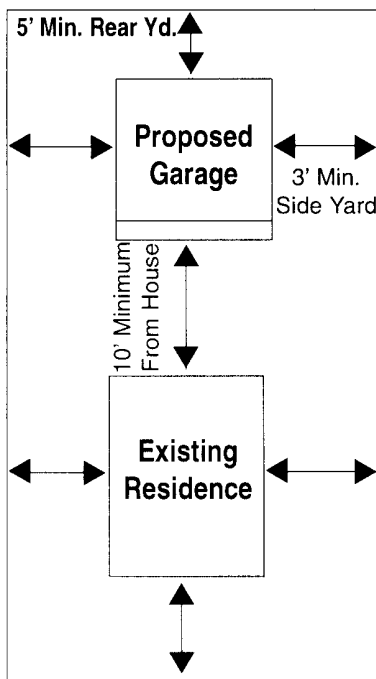 5' Min. Rear Yd.
Proposed
Garage
3' Min.
Side Yard
10' Minimum
From House
Existing
Residence